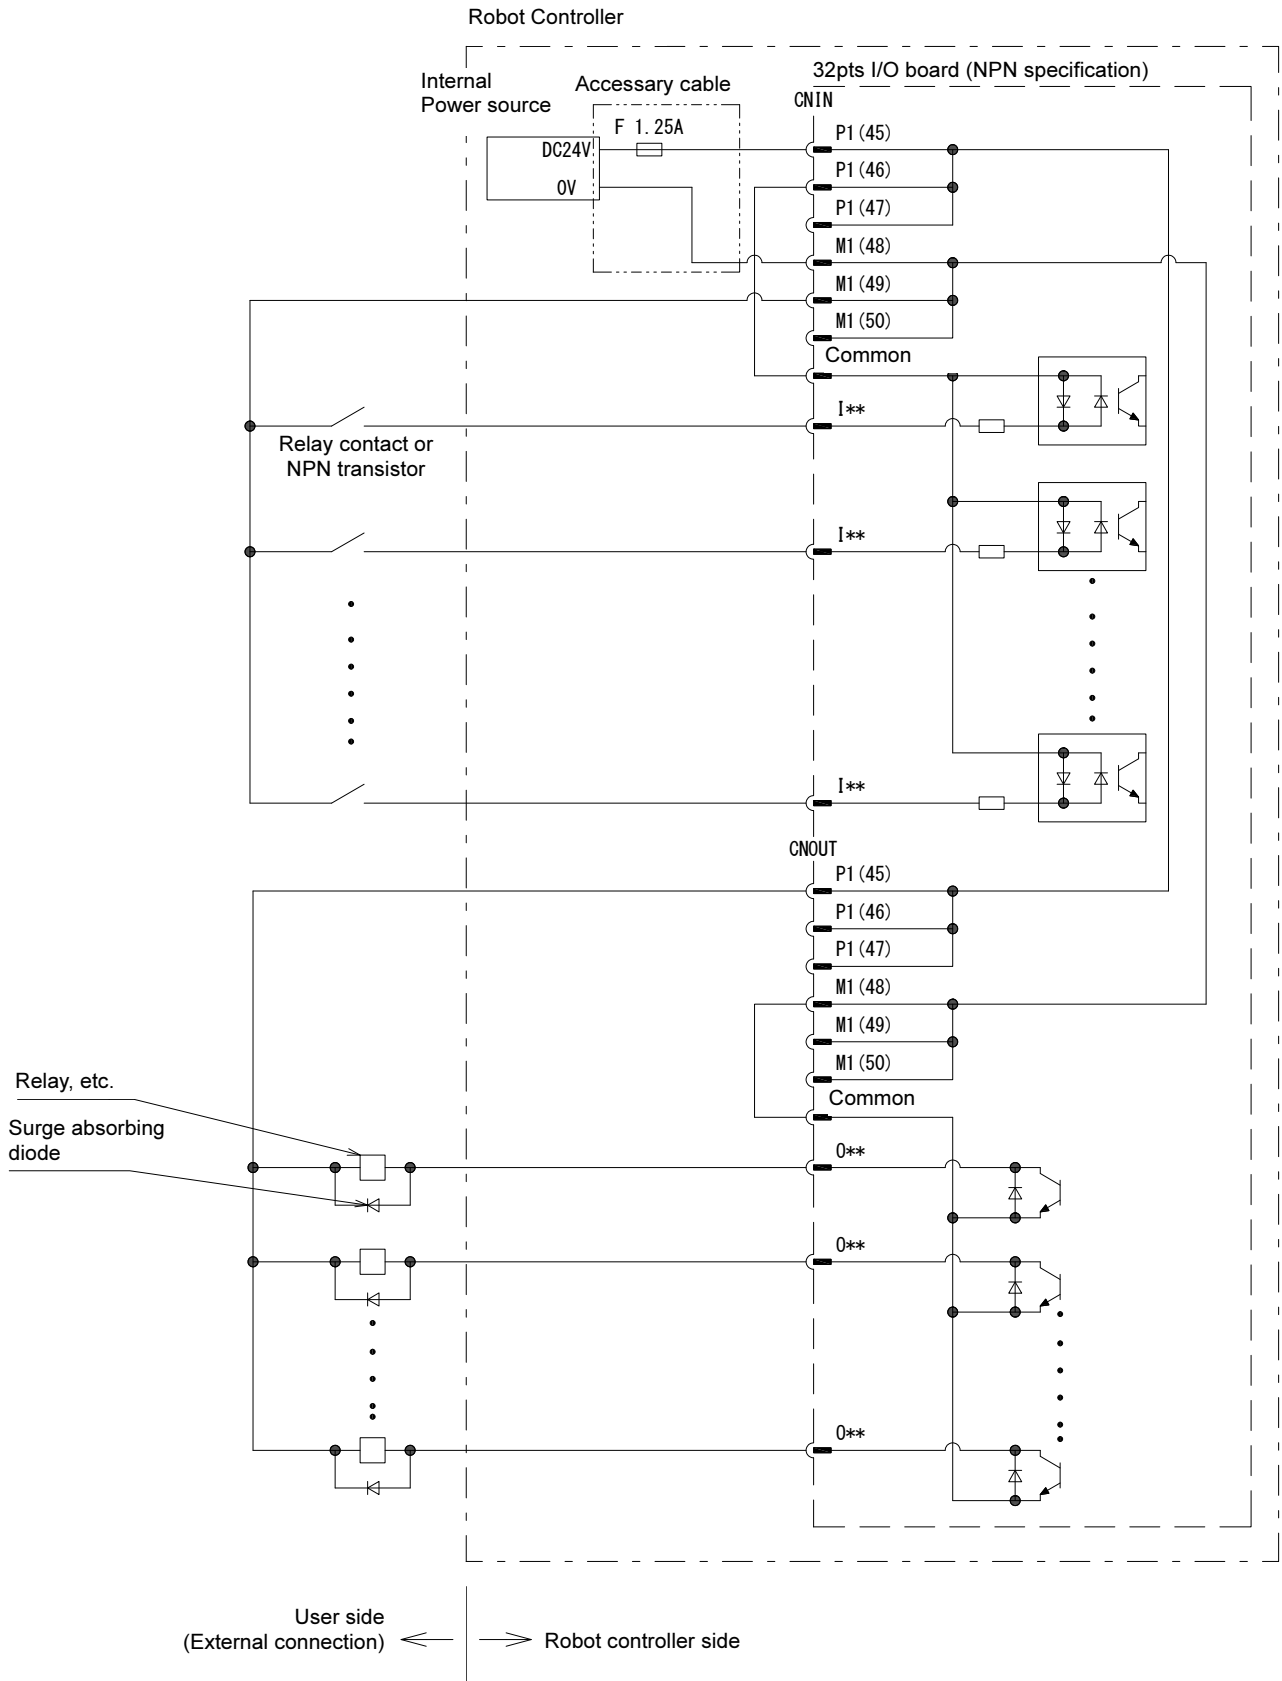 Robot Controller
32pts I/O board (NPN specification)
Internal
Power source
Accessary cable
CNIN
F 1.25A
P1(45)
DC24V
P1(46)
0V
P1(47)
M1(48)
M1(49)
M1(50)
Common
I**
Relay contact or
NPN transistor
I**
I**
CNOUT
P1(45)
P1(46)
P1(47)
M1(48)
M1(49)
M1(50)
Relay, etc.
Common
Surge absorbing
diode
O**
O**
O**
User side
(External connection)
Robot controller side